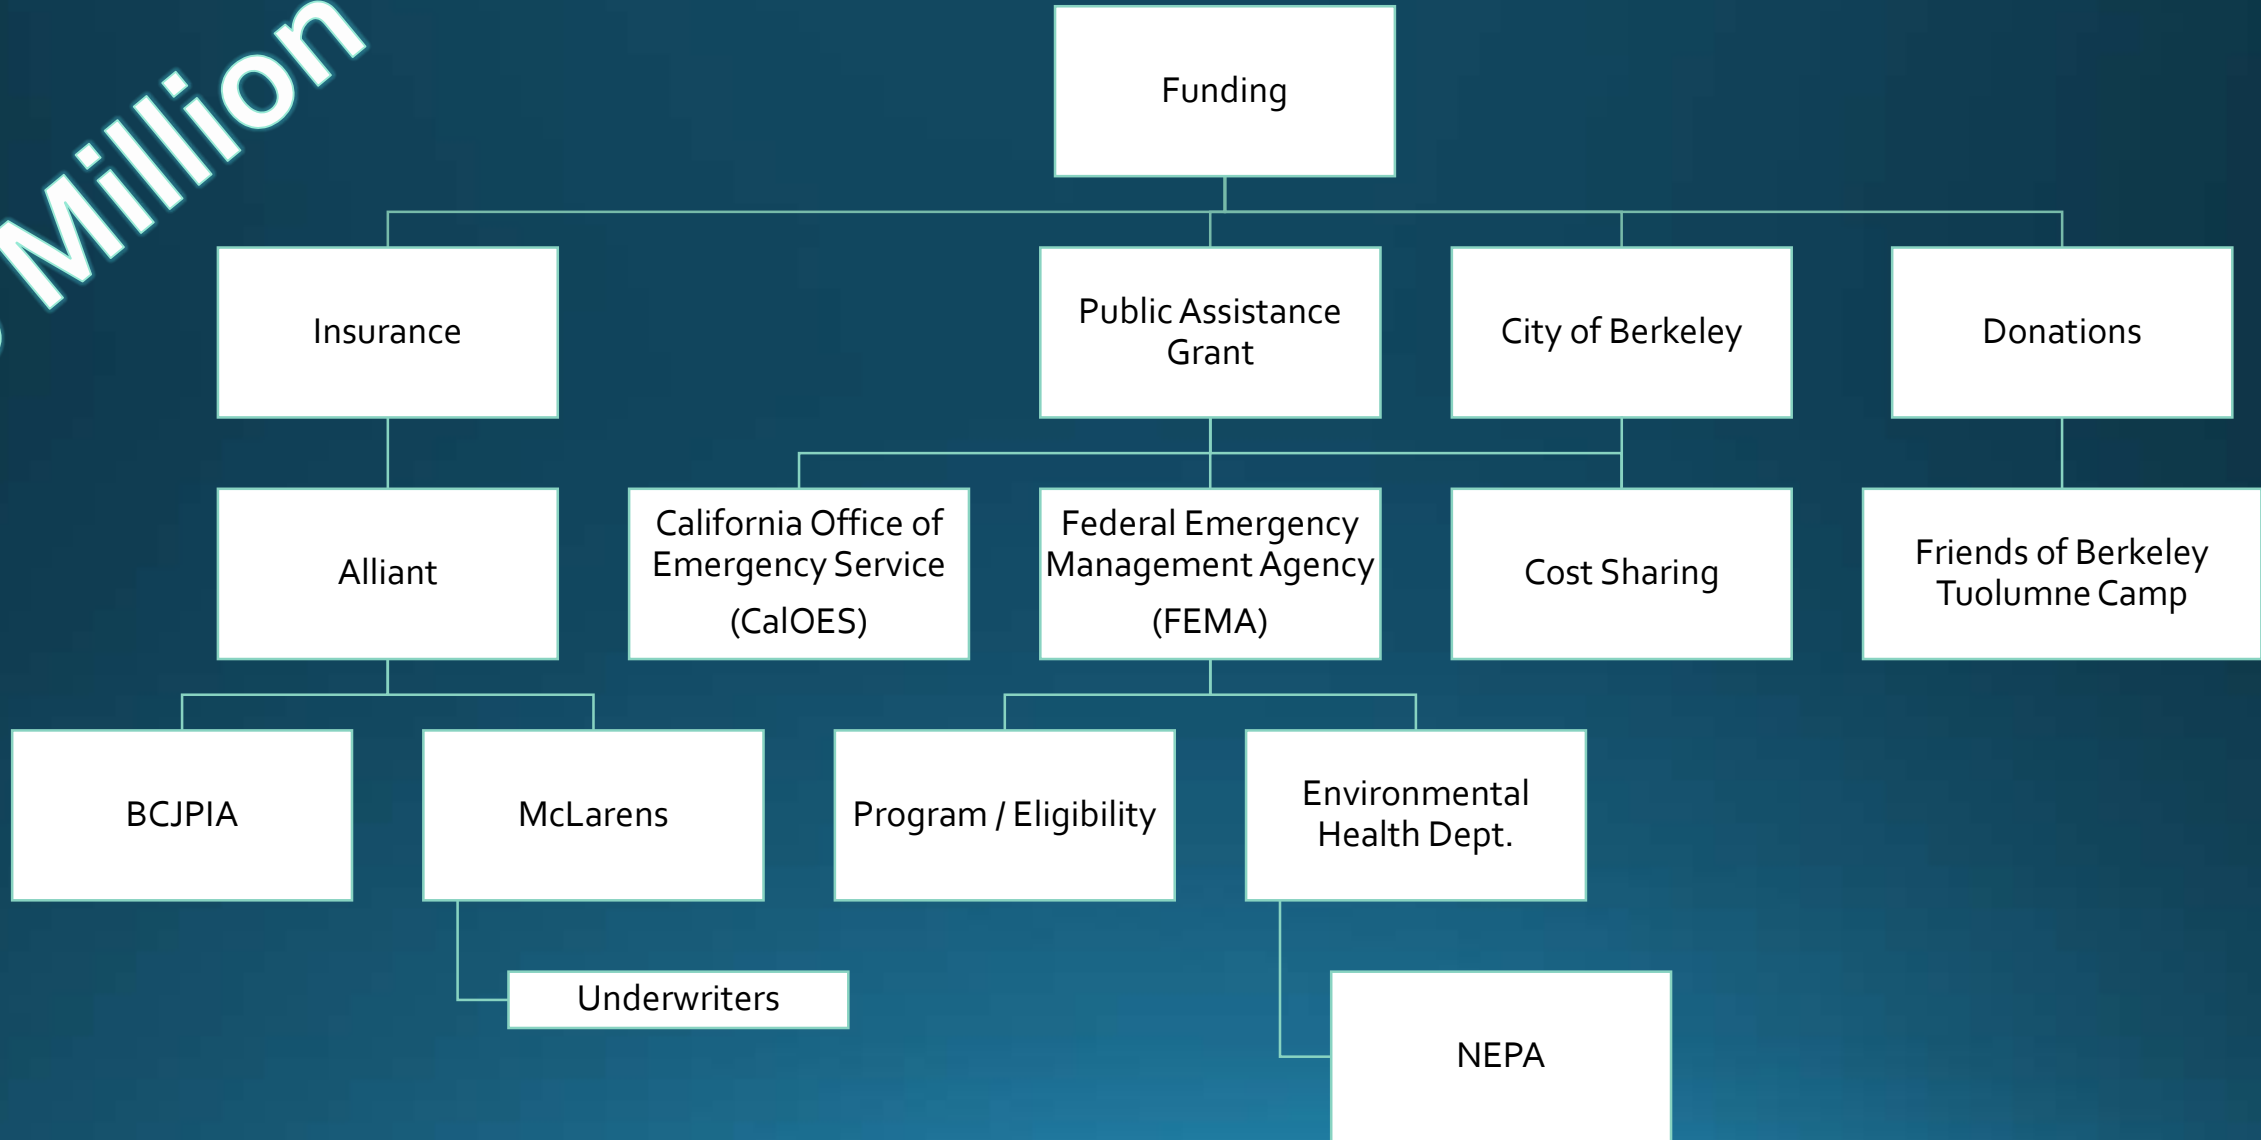 Million
Funding
Insurance
Public Assistance
Grant
City of Berkeley
Donations
Alliant
California Office of
Emergency Service
(CalOES)
Federal Emergency
Management Agency
(FEMA)
Cost Sharing
Friends of Berkeley
Tuolumne Camp
BCJPIA
McLarens
Program / Eligibility
Environmental
Health Dept.
Underwriters
NEPA